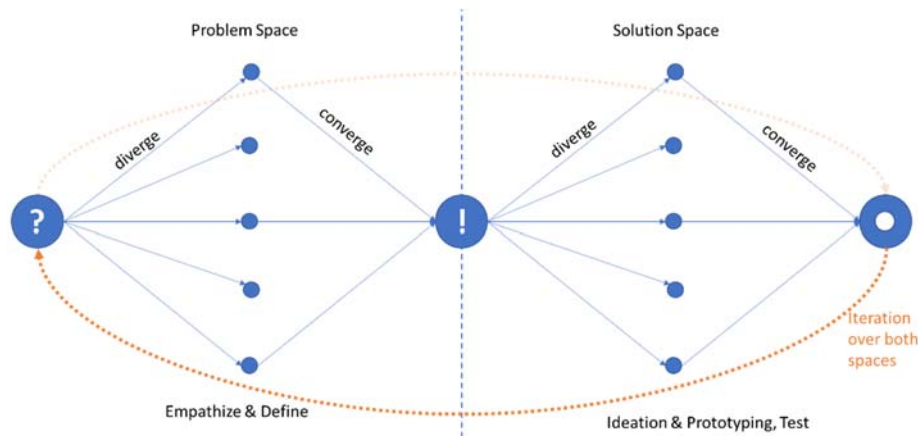 Problem Space
Solution Space
diverge
converge
diverge
converge
?
!
Iteration
over both
spaces
Empathize & Define
Ideation & Prototyping, Test